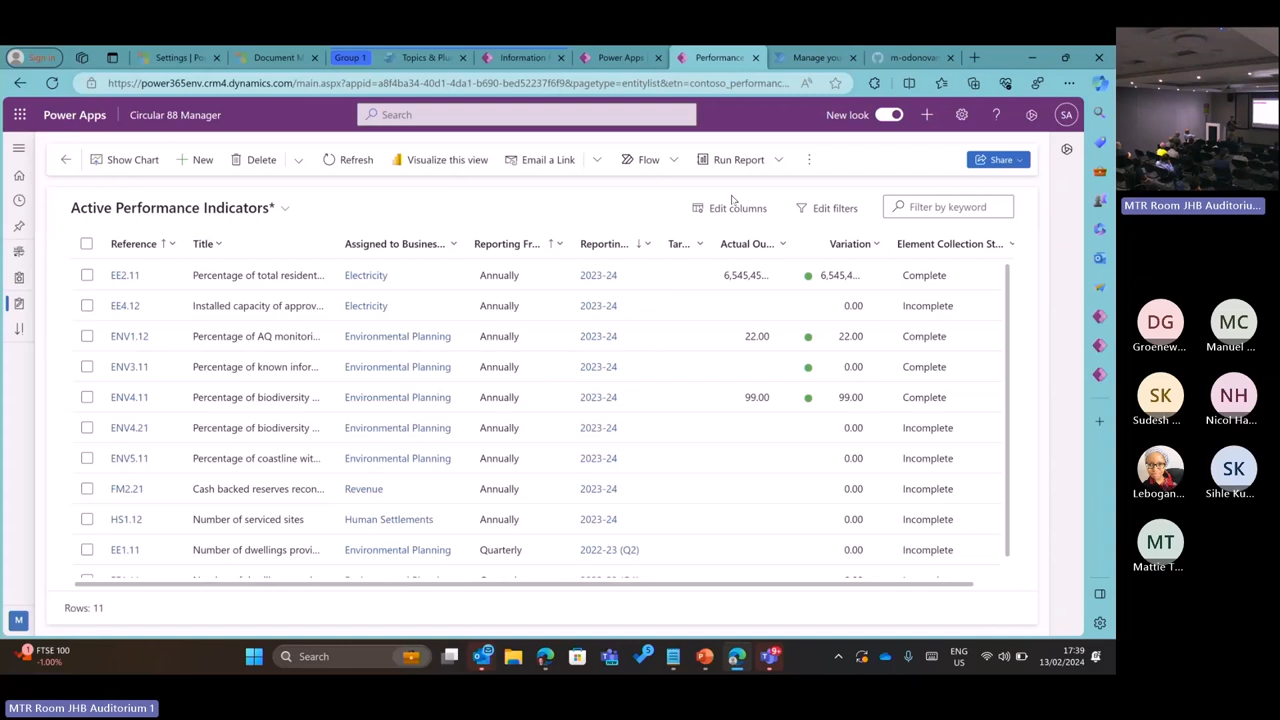 Sign in
Settings | Po
Document M
Group 1
Topics & Plu
Information
Power Apps
Performance
Manage you
m-odonovar
https://power365env.crm4.dynamics.com/main.aspx?appid=a8f4ba34-40d1-4da1-b690-bed52237f6f9&pagetype=entitylist&etn=contoso_performanc...
Power Apps
Circular 88 Manager
Search
New look
SA
Show Chart
New
Delete
Refresh
Visualize this view
Email a Link
Flow
Run Report
Share
Active Performance Indicators*
Edit columns
Edit filters
Filter by keyword
Reference Title Assigned to Busines... Reporting Fr... Reportin... Tar... Actual Ou... Variation Element Collection St...
EE2.11 Percentage of total resident... Electricity Annually 2023-24 6,545,45... 6,545,4... Complete
EE4.12 Installed capacity of approv... Electricity Annually 2023-24 0.00 Incomplete
ENV1.12 Percentage of AQ monitori... Environmental Planning Annually 2023-24 22.00 22.00 Complete
ENV3.11 Percentage of known infor... Environmental Planning Annually 2023-24 0.00 Complete
ENV4.11 Percentage of biodiversity ... Environmental Planning Annually 2023-24 99.00 99.00 Complete
ENV4.21 Percentage of biodiversity ... Environmental Planning Annually 2023-24 0.00 Incomplete
ENV5.11 Percentage of coastline wit... Environmental Planning Annually 2023-24 0.00 Incomplete
FM2.21 Cash backed reserves recon... Revenue Annually 2023-24 0.00 Incomplete
HS1.12 Number of serviced sites Human Settlements Annually 2023-24 0.00 Incomplete
EE1.11 Number of dwellings provi... Environmental Planning Quarterly 2022-23 (Q2) 0.00 Incomplete
Rows: 11
M
FTSE 100
-1.00%
Search
5
9+
ENG
US
17:39
13/02/2024
MTR Room JHB Auditoriu...
DG
Groenew...
MC
Manuel ...
SK
Sudesh ...
NH
Nicol Ha...
Lebogan...
SK
Sihle Ku...
MT
Mattie T...
MTR Room JHB Auditorium 1